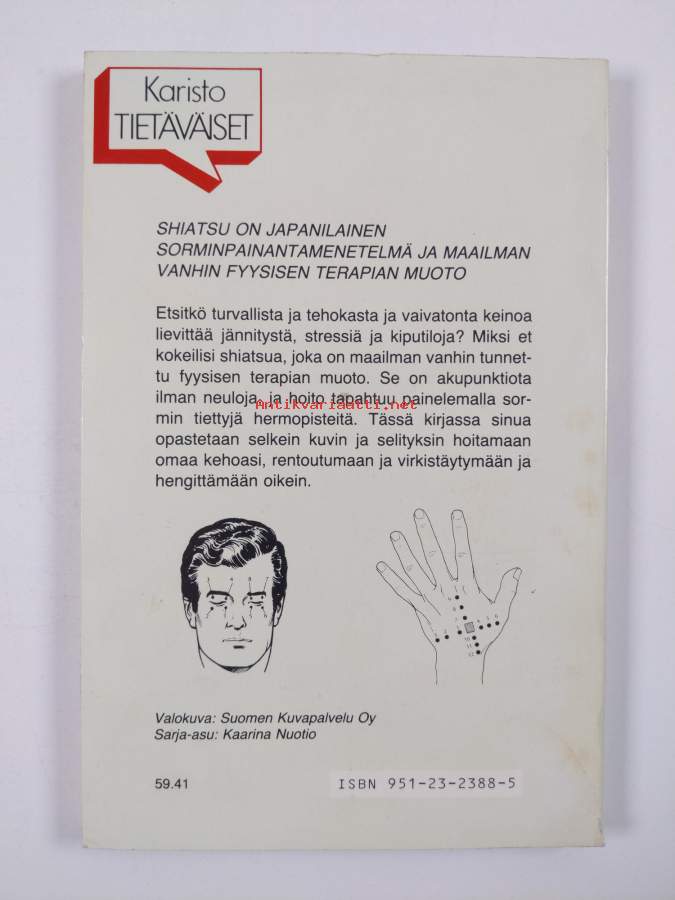 Karisto
TIETÄVÄISET
SHIATSU ON JAPANILAINEN
SORMINPAINANTAMENETELMÄ JA MAAILMAN
VANHIN FYYSISEN TERAPIAN MUOTO
Etsitkö turvallista ja tehokasta ja vaivatonta keinoa
lievittää jännitystä, stressiä ja kiputiloja? Miksi et
kokeilisi shiatsua, joka on maailman vanhin tunnet-
tu fyysisen terapian muoto. Se on akupunktiota
ilman neuloja, ja hoito tapahtuu painelemalla sor-
Antikvariaatti.net
min tiettyjä hermopisteitä. Tässä kirjassa sinua
opastetaan selkein kuvin ja selityksin hoitamaan
omaa kehoasi, rentoutumaan ja virkistäytymään ja
hengittämään oikein.
Valokuva: Suomen Kuvapalvelu Oy
Sarja-asu: Kaarina Nuotio
59.41
ISBN 951-23-2388-5